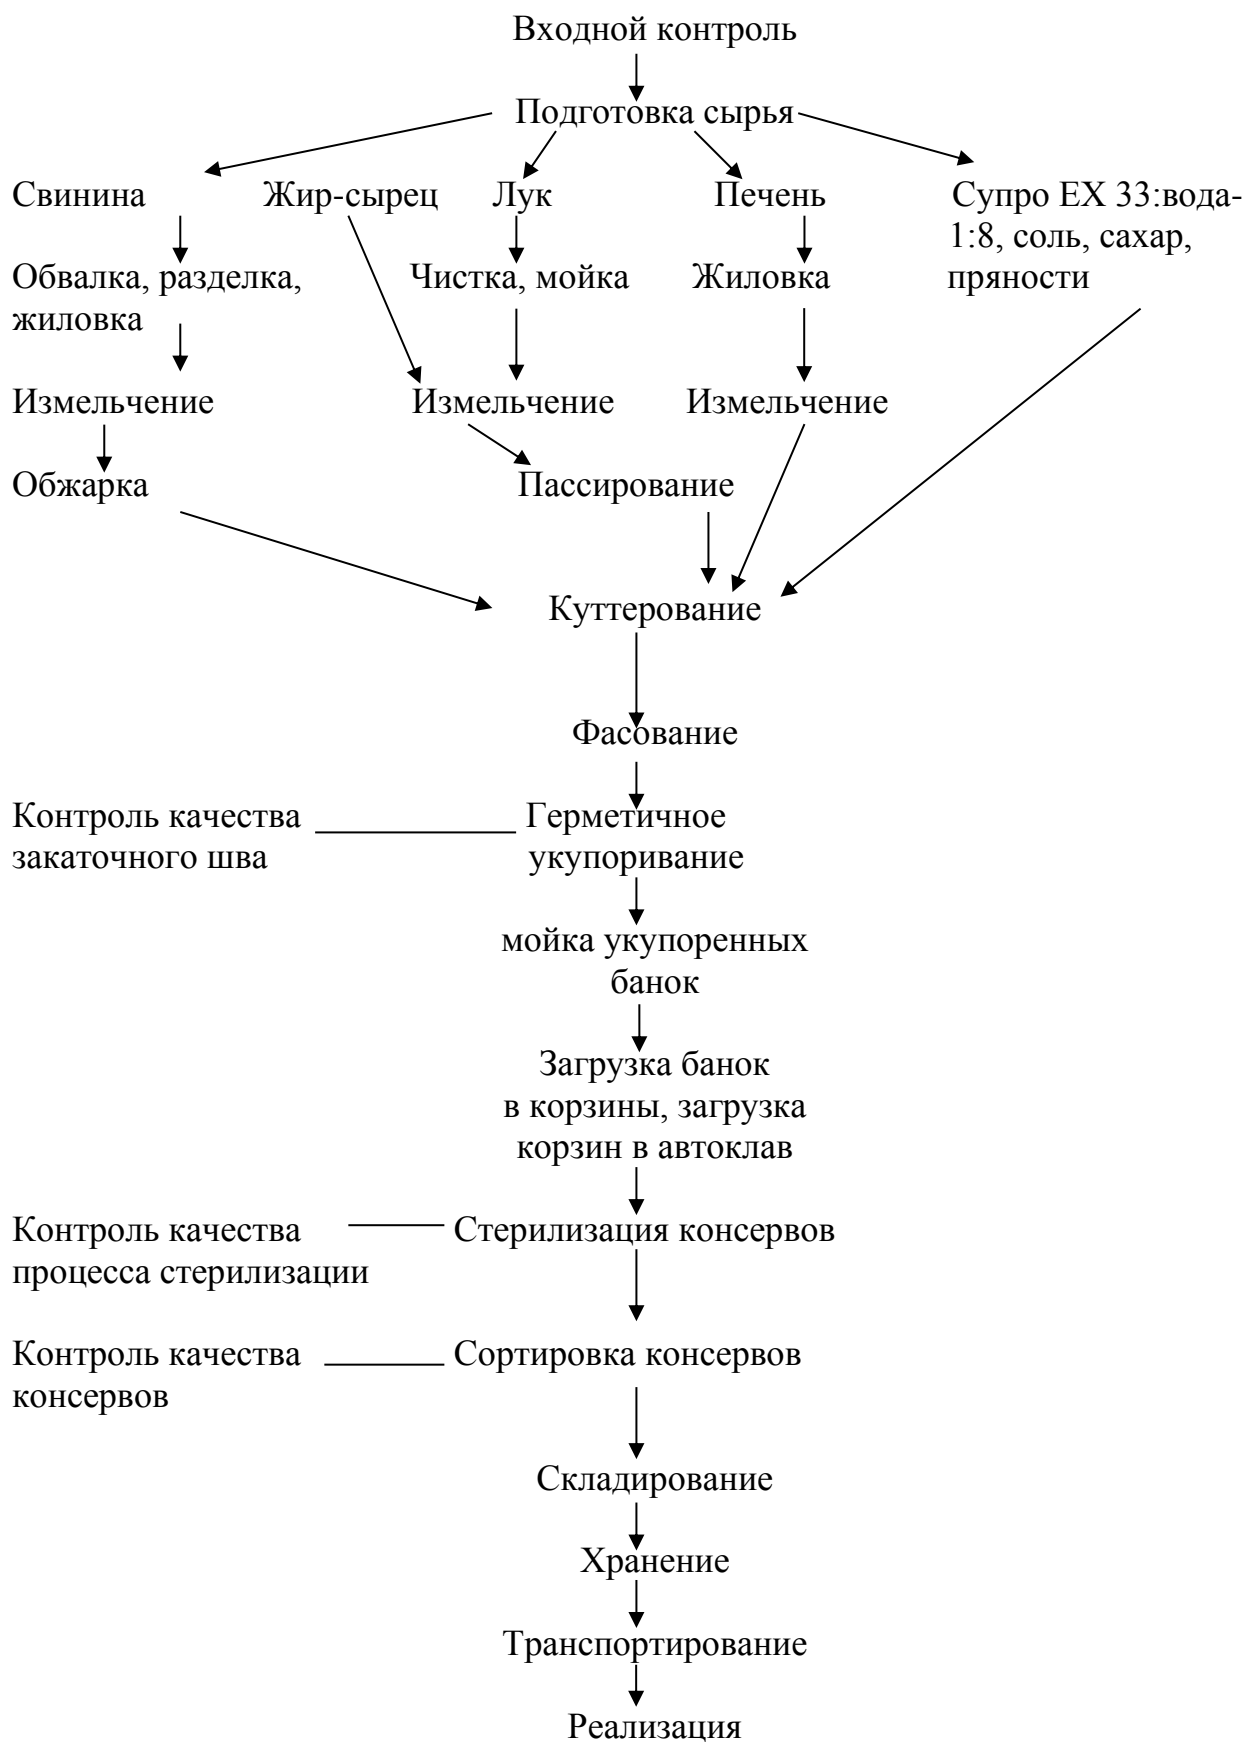 Входной контроль
Подготовка сырья
Свинина
Жир-сырец
Лук
Печень
Супро ЕХ 33:вода-
1:8, соль, сахар,
пряности
Обвалка, разделка,
жиловка
Чистка, мойка
Жиловка
Измельчение
Измельчение
Измельчение
Обжарка
Пассирование
Куттерование
Фасование
Контроль качества
закаточного шва
Герметичное
укупоривание
мойка укупоренных
банок
Загрузка банок
в корзины, загрузка
корзин в автоклав
Контроль качества
процесса стерилизации
Стерилизация консервов
Контроль качества
консервов
Сортировка консервов
Складирование
Хранение
Транспортирование
Реализация